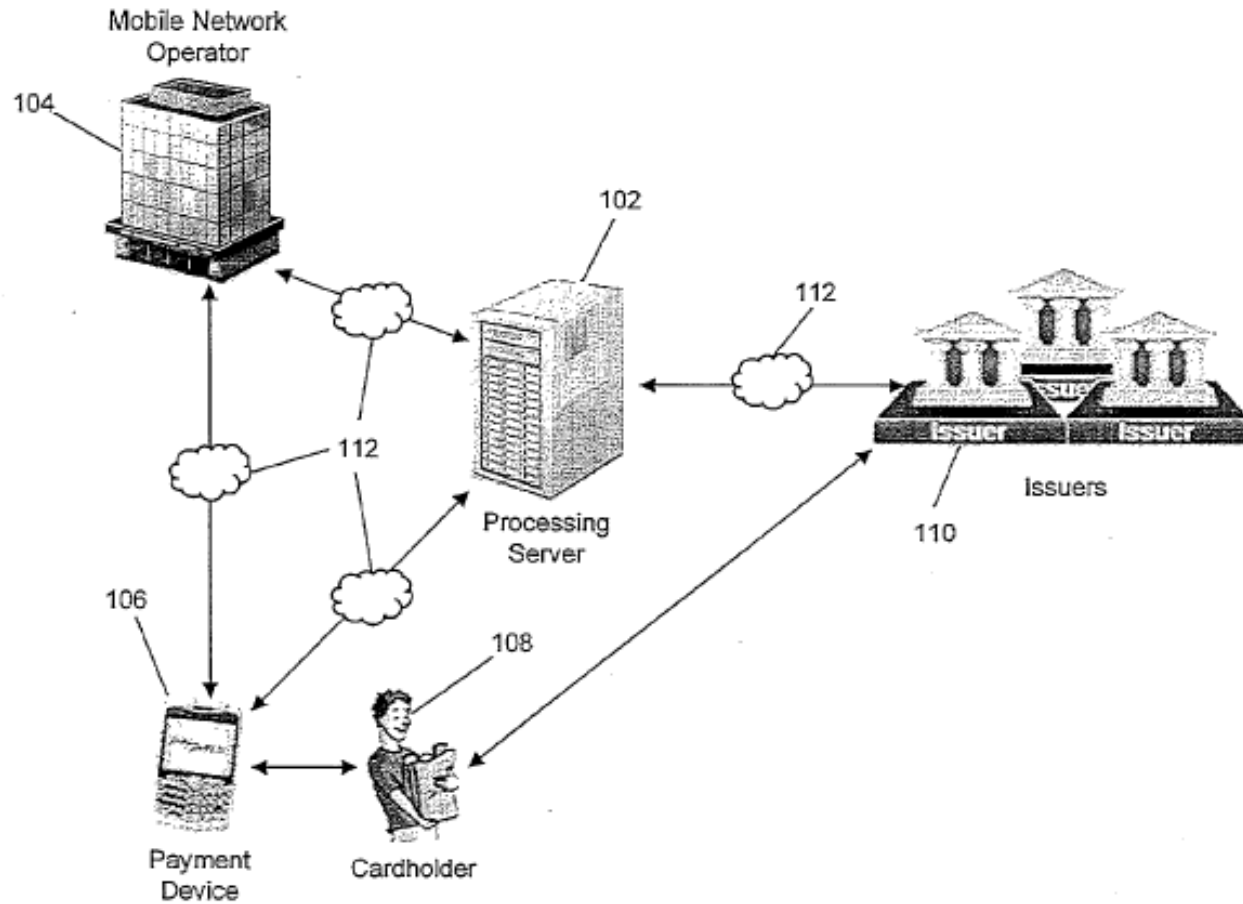 Mobile Network
Operator
104
102
112
112
Issuer
Issuer
Issuer
Issuers
110
Processing
Server
106
108
Payment
Device
Cardholder